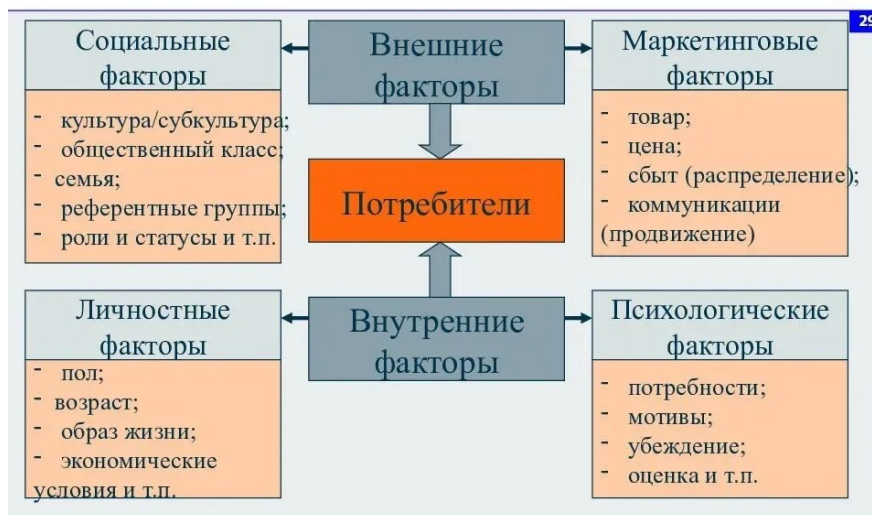 29
Социальные
факторы
- культура/субкультура;
- общественный класс;
- семья;
- референтные группы;
- роли и статусы и т.п.
Внешние
факторы
Маркетинговые
факторы
- товар;
- цена;
- сбыт (распределение);
- коммуникации
(продвижение)
Потребители
Личностные
факторы
- пол;
- возраст;
- образ жизни;
- экономические
условия и т.п.
Внутренние
факторы
Психологические
факторы
- потребности;
- мотивы;
- убеждение;
- оценка и т.п.